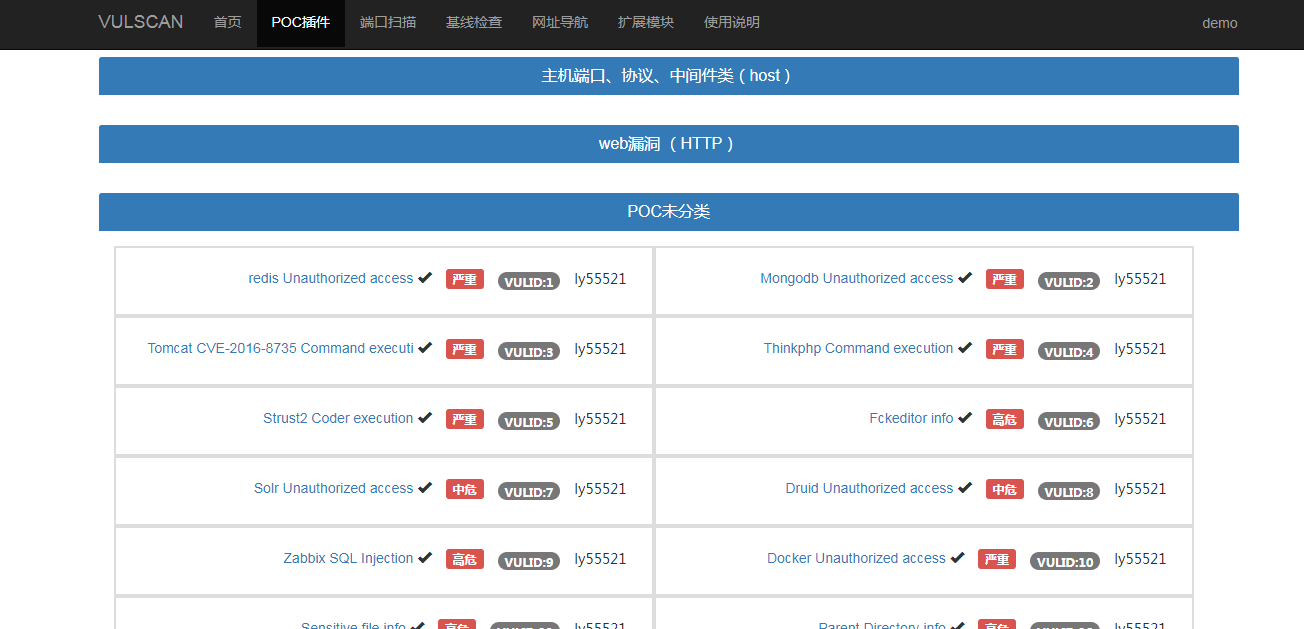 VULSCAN 首页 POC插件 端口扫描 基线检查 网址导航 扩展模块 使用说明 demo
主机端口、协议、中间件类 ( host )
web漏洞 （ HTTP ）
POC未分类
redis Unauthorized access ✔ 严重 VULID:1 ly55521 Mongodb Unauthorized access ✔ 严重 VULID:2 ly55521
Tomcat CVE-2016-8735 Command executi ✔ 严重 VULID:3 ly55521 Thinkphp Command execution ✔ 严重 VULID:4 ly55521
Strust2 Coder execution ✔ 严重 VULID:5 ly55521 Fckeditor info ✔ 高危 VULID:6 ly55521
Solr Unauthorized access ✔ 中危 VULID:7 ly55521 Druid Unauthorized access ✔ 中危 VULID:8 ly55521
Zabbix SQL Injection ✔ 高危 VULID:9 ly55521 Docker Unauthorized access ✔ 严重 VULID:10 ly55521
Sensitive file info ✔ 高危 ly55521 Parent Directory info ✔ 高危 ly55521